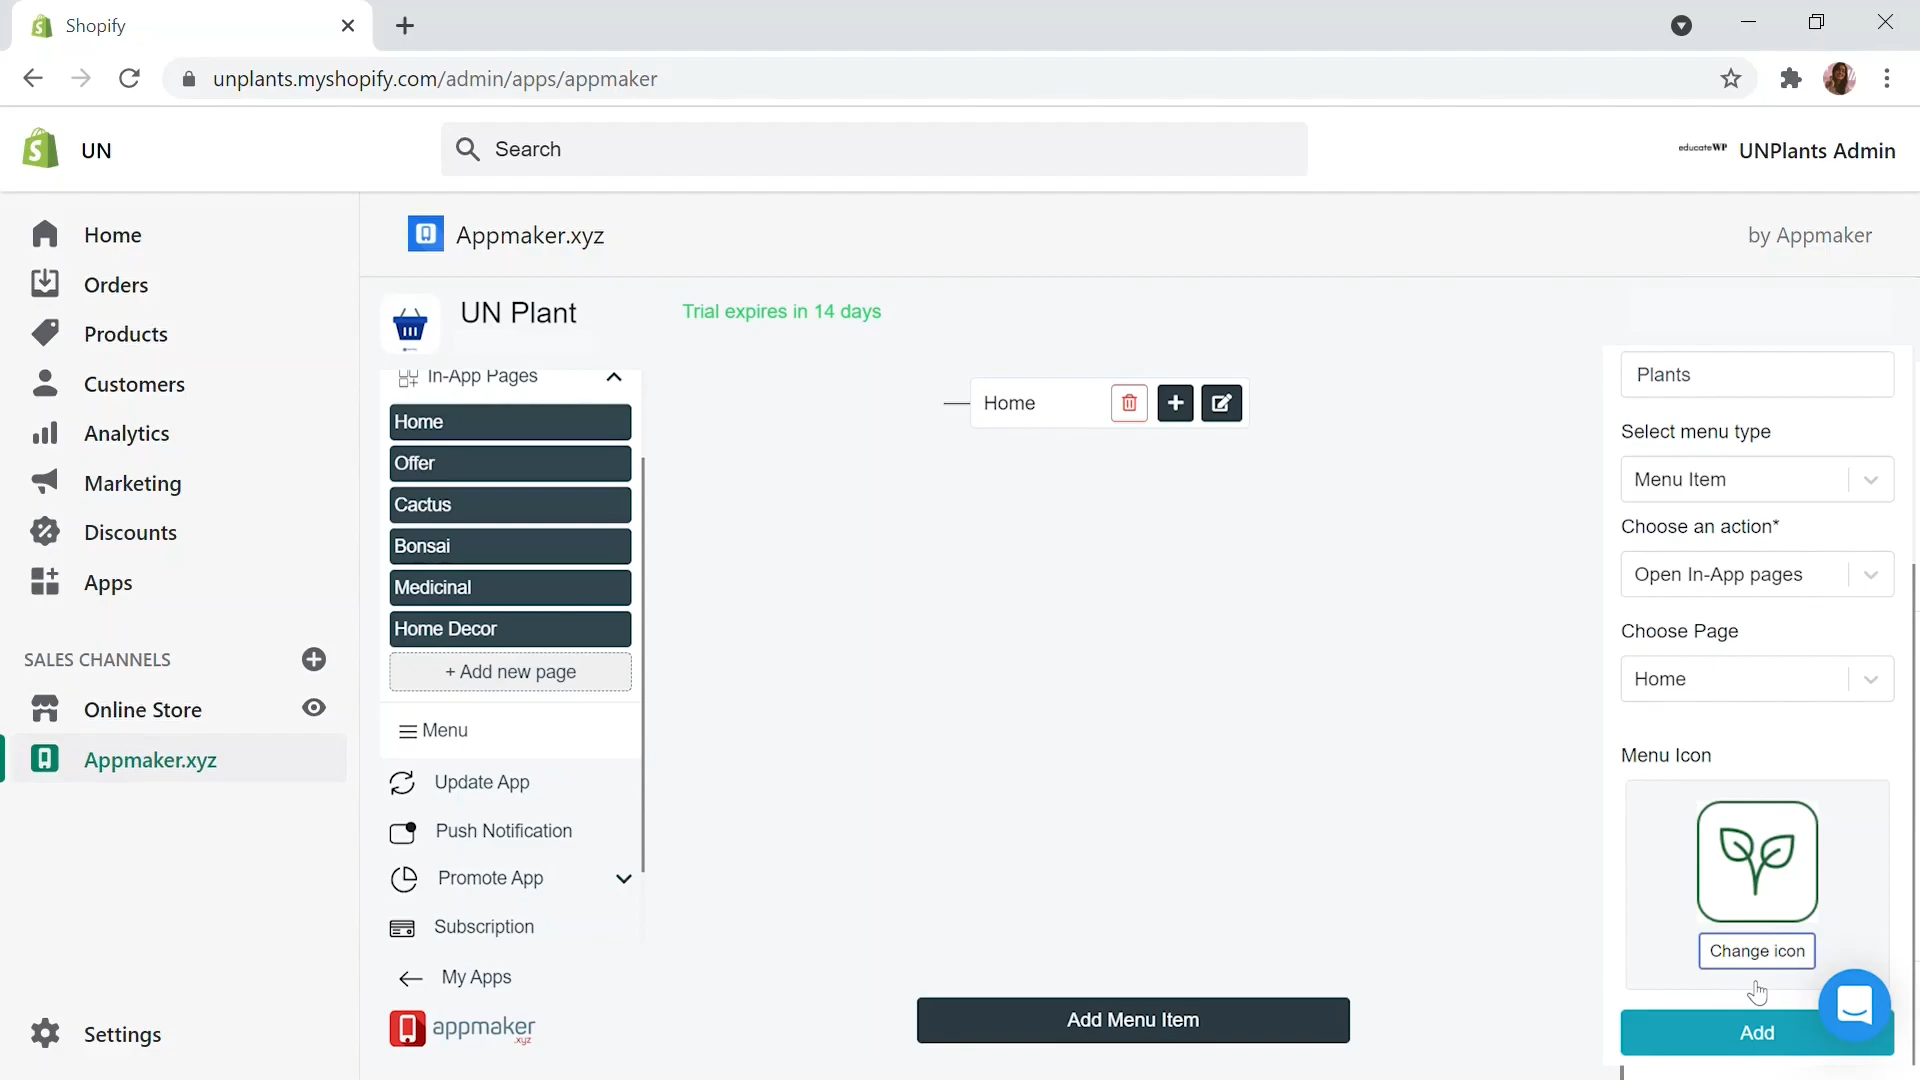 Shopify
unplants.myshopify.com/admin/apps/appmaker
UN
Search
educateWP
UNPlants Admin
Home
Orders
Products
Customers
Analytics
Marketing
Discounts
Apps
SALES CHANNELS
Online Store
Appmaker.xyz
Settings
Appmaker.xyz
by Appmaker
UN Plant
Trial expires in 14 days
In-App Pages
Home
Offer
Cactus
Bonsai
Medicinal
Home Decor
+ Add new page
Menu
Update App
Push Notification
Promote App
Subscription
My Apps
appmaker
.xyz
Home
Add Menu Item
Plants
Select menu type
Menu Item
Choose an action*
Open In-App pages
Choose Page
Home
Menu Icon
Change icon
Add